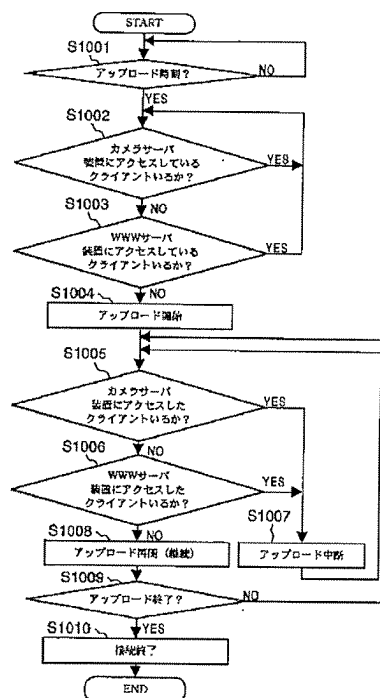 START
S1001
アップロード時刻?
NO
YES
S1002
カメラサーバ
装置にアクセスしている
クライアントいるか?
YES
S1003
NO
WWWサーバ
装置にアクセスしている
クライアントいるか?
YES
S1004
NO
アップロード開始
S1005
カメラサーバ
装置にアクセスした
クライアントいるか?
YES
S1006
NO
WWWサーバ
装置にアクセスした
クライアントいるか?
YES
S1007
アップロード中断
S1008
NO
アップロード再開(継続)
S1009
アップロード終了?
NO
S1010
YES
接続終了
END